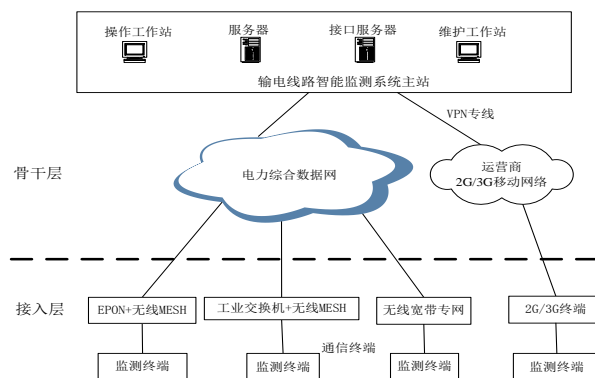 操作工作站
服务器
接口服务器
维护工作站
输电线路智能监测系统主站
VPN专线
骨干层
电力综合数据网
运营商
2G/3G移动网络
接入层
EPON+无线MESH
工业交换机+无线MESH
无线宽带专网
2G/3G终端
通信终端
监测终端
监测终端
监测终端
监测终端